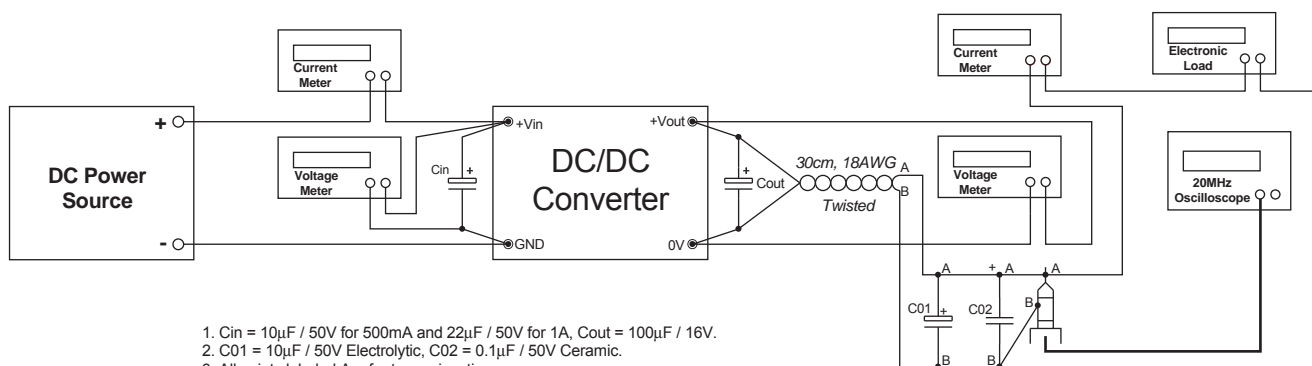 Current
Meter
Current
Meter
Electronic
Load
+
+Vin
+Vout
DC Power
Source
Voltage
Meter
Cin
+
DC/DC
Converter
+
Cout
30cm, 18AWG
A
B
Twisted
Voltage
Meter
20MHz
Oscilloscope
-
GND
0V
A
+ A
A
C01
+
C02
B
B
B
1. Cin = 10μF / 50V for 500mA and 22μF / 50V for 1A, Cout = 100μF / 16V.
2. C01 = 10μF / 50V Electrolytic, C02 = 0.1μF / 50V Ceramic.